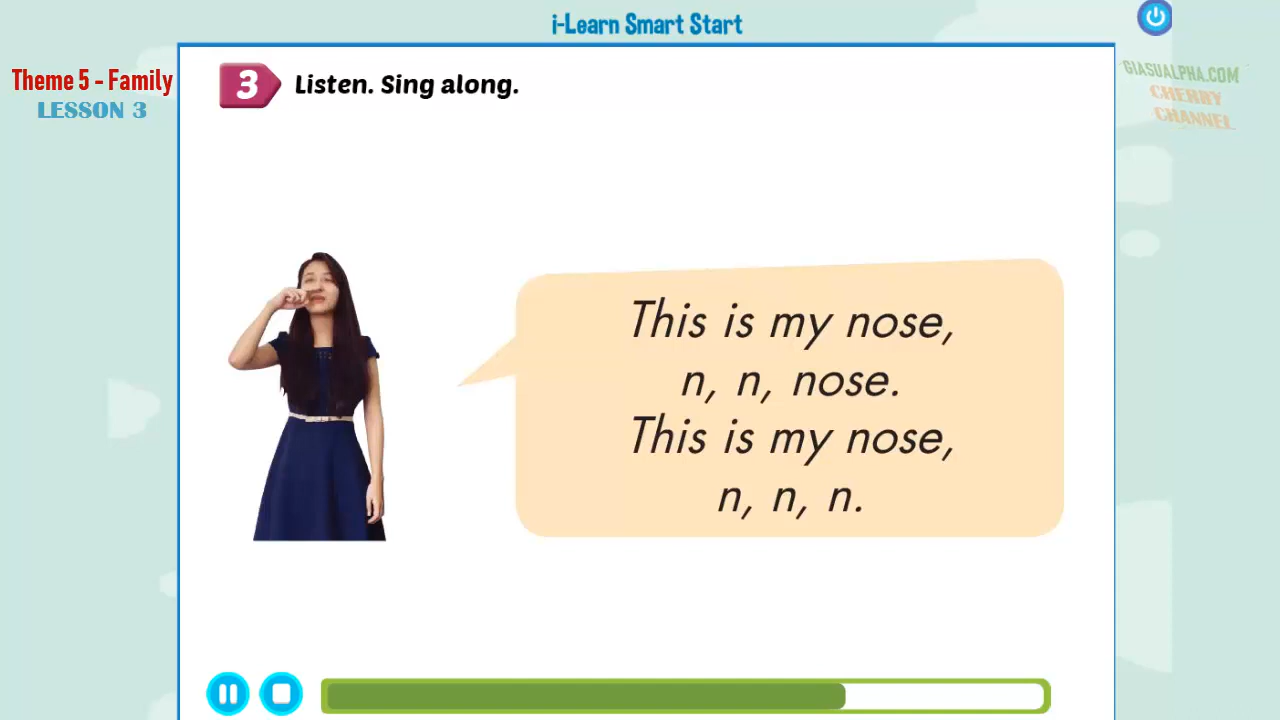 i-Learn Smart Start
Theme 5 - Family
LESSON 3
3 Listen. Sing along.
GIASUALPHA.COM
CHERRY
CHANNEL
This is my nose,
n, n, nose.
This is my nose,
n, n, n.